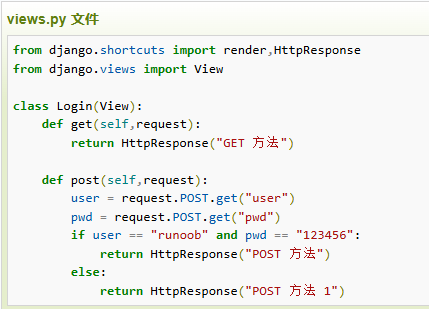 views.py 文件
from django.shortcuts import render,HttpResponse
from django.views import View
class Login(View):
    def get(self,request):
        return HttpResponse("GET 方法")
    def post(self,request):
        user = request.POST.get("user")
        pwd = request.POST.get("pwd")
        if user == "runoob" and pwd == "123456":
            return HttpResponse("POST 方法")
        else:
            return HttpResponse("POST 方法 1")